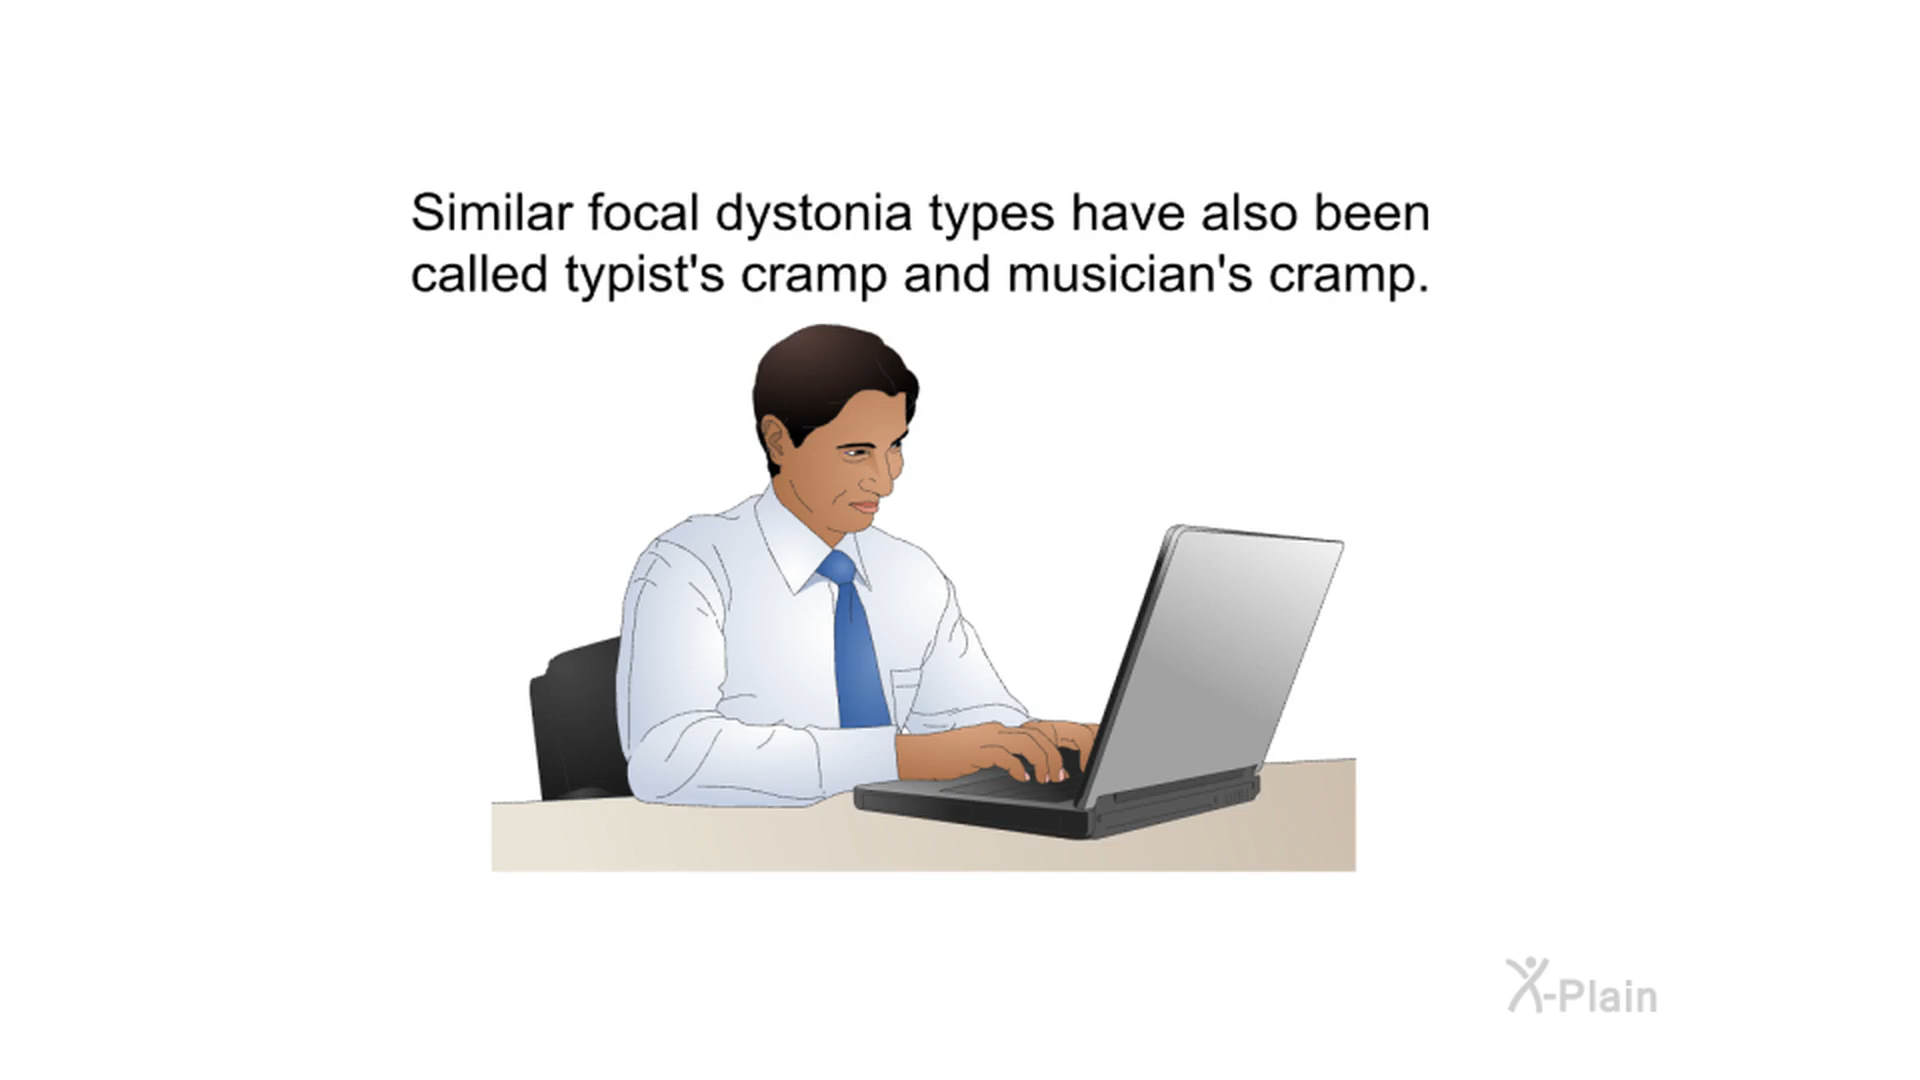 Similar focal dystonia types have also been
called typist's cramp and musician's cramp.
X-Plain